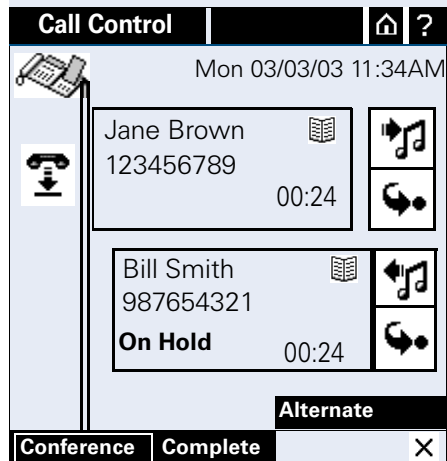 Call Control
?
Mon 03/03/03 11:34AM
Jane Brown
123456789
00:24
Bill Smith
987654321
On Hold
00:24
Alternate
Conference Complete